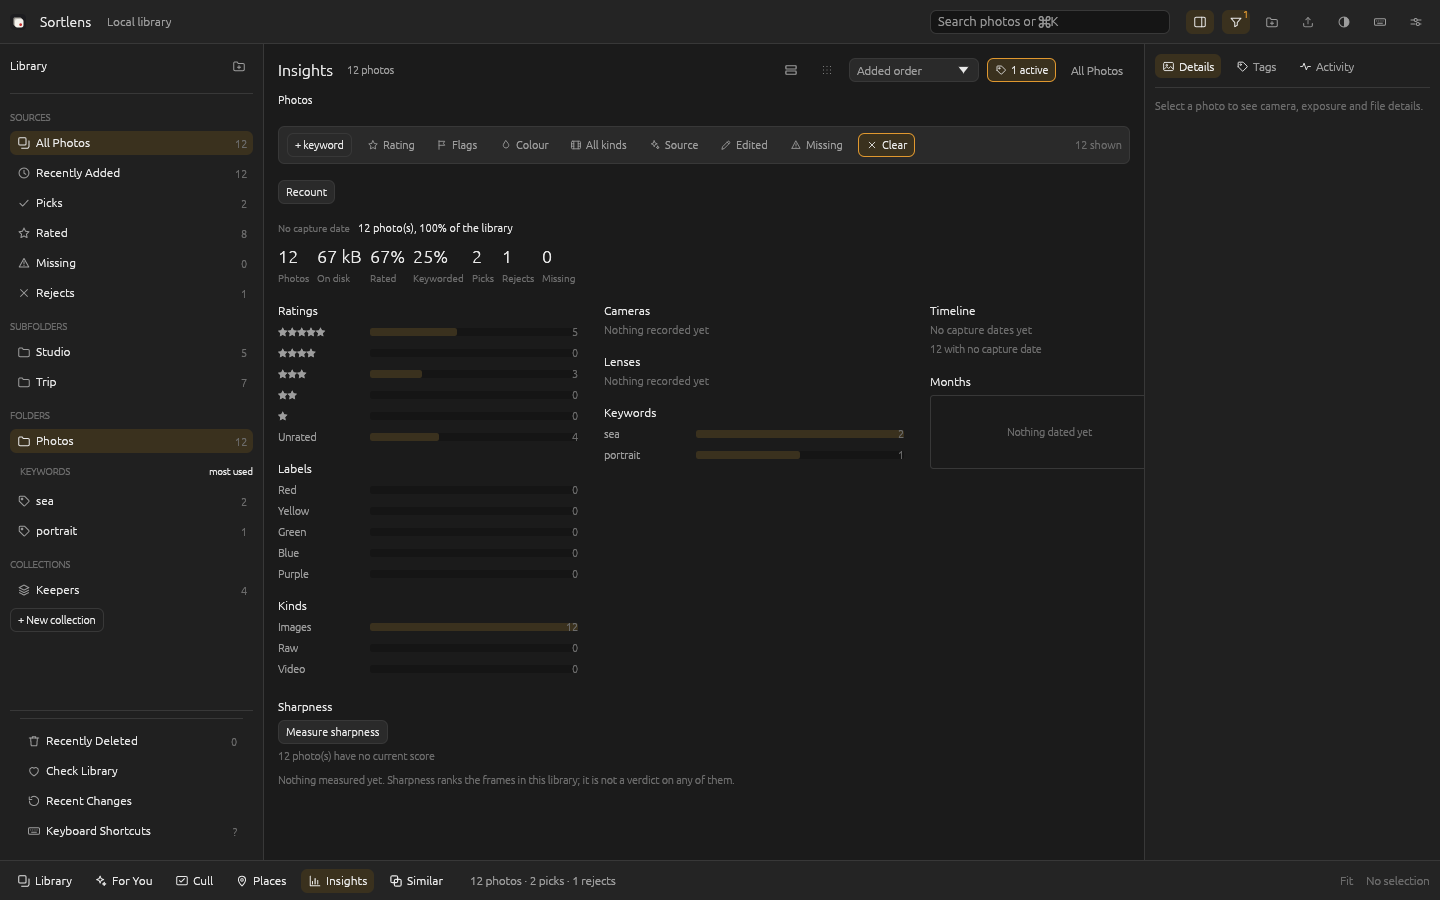 Sortlens Local library
Search photos or ⌘K
1
Library
SOURCES
All Photos 12
Recently Added 12
Picks 2
Rated 8
Missing 0
Rejects 1
SUBFOLDERS
Studio 5
Trip 7
FOLDERS
Photos 12
KEYWORDS most used
sea 2
portrait 1
COLLECTIONS
Keepers 4
+ New collection
Recently Deleted 0
Check Library
Recent Changes
Keyboard Shortcuts ?
Insights 12 photos
Added order
1 active
All Photos
Photos
+ keyword Rating Flags Colour All kinds Source Edited Missing Clear 12 shown
Recount
No capture date 12 photo(s), 100% of the library
12 67 kB 67% 25% 2 1 0
Photos On disk Rated Keyworded Picks Rejects Missing
Ratings
★★★★★ 5
★★★★ 0
★★★ 3
★★ 0
★ 0
Unrated 4
Labels
Red 0
Yellow 0
Green 0
Blue 0
Purple 0
Kinds
Images 12
Raw 0
Video 0
Sharpness
Measure sharpness
12 photo(s) have no current score
Nothing measured yet. Sharpness ranks the frames in this library; it is not a verdict on any of them.
Cameras
Nothing recorded yet
Lenses
Nothing recorded yet
Keywords
sea 2
portrait 1
Timeline
No capture dates yet
12 with no capture date
Months
Nothing dated yet
Details Tags Activity
Select a photo to see camera, exposure and file details.
Library For You Cull Places Insights Similar 12 photos · 2 picks · 1 rejects Fit No selection